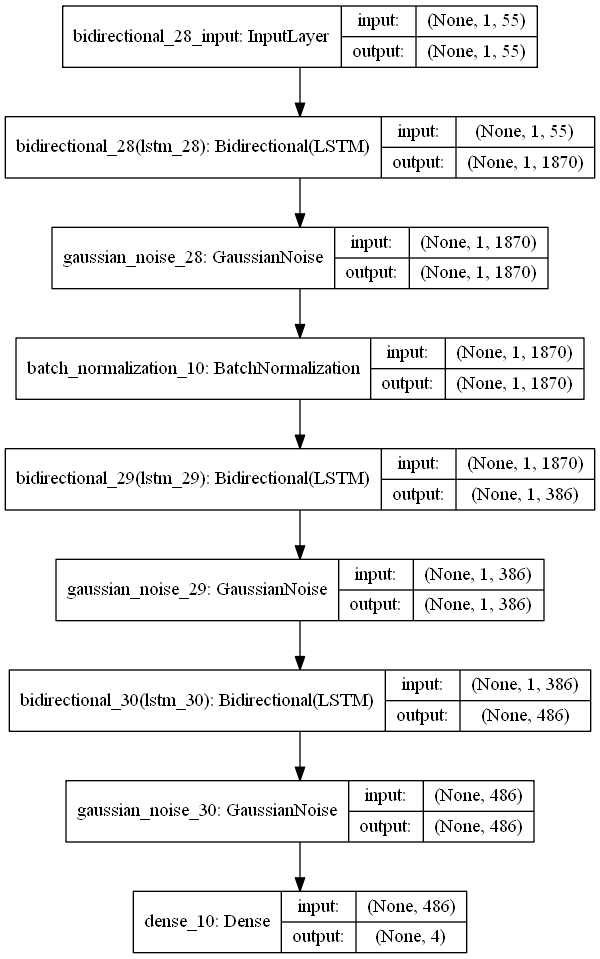 bidirectional_28_input: InputLayer
input: (None, 1, 55)
output: (None, 1, 55)
bidirectional_28(lstm_28): Bidirectional(LSTM)
input: (None, 1, 55)
output: (None, 1, 1870)
gaussian_noise_28: GaussianNoise
input: (None, 1, 1870)
output: (None, 1, 1870)
batch_normalization_10: BatchNormalization
input: (None, 1, 1870)
output: (None, 1, 1870)
bidirectional_29(lstm_29): Bidirectional(LSTM)
input: (None, 1, 1870)
output: (None, 1, 386)
gaussian_noise_29: GaussianNoise
input: (None, 1, 386)
output: (None, 1, 386)
bidirectional_30(lstm_30): Bidirectional(LSTM)
input: (None, 1, 386)
output: (None, 486)
gaussian_noise_30: GaussianNoise
input: (None, 486)
output: (None, 486)
dense_10: Dense
input: (None, 486)
output: (None, 4)